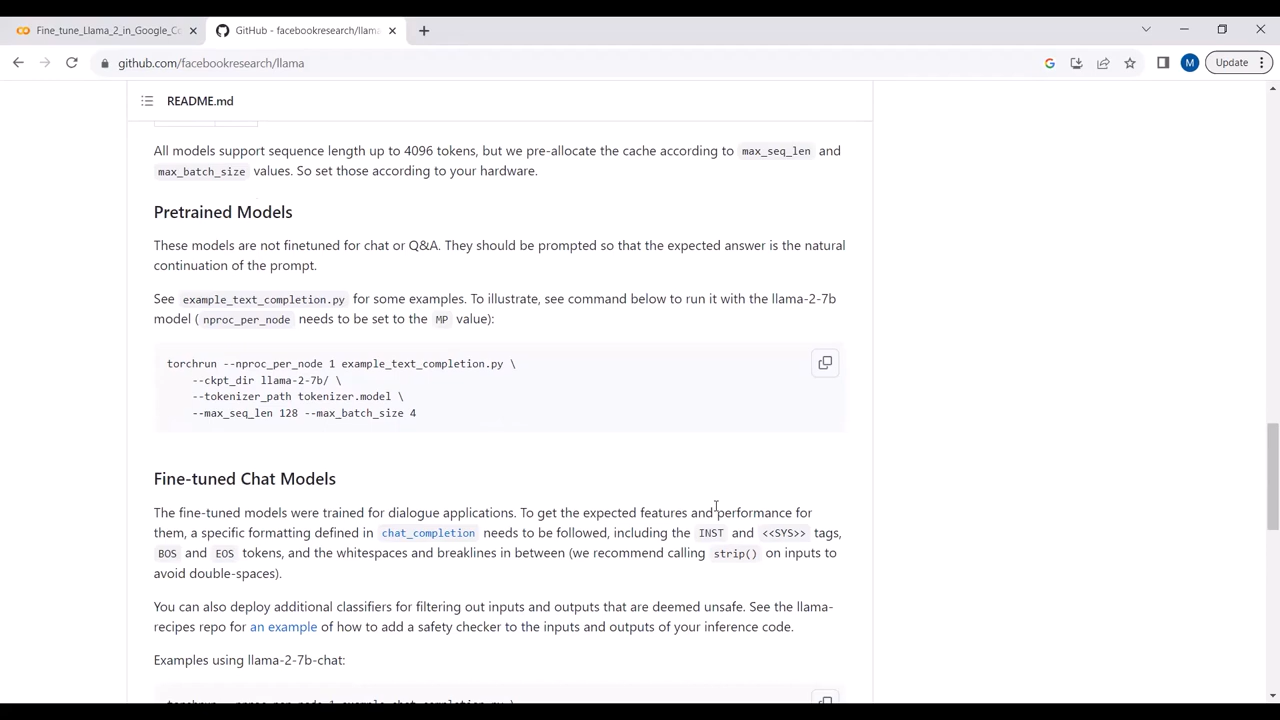 Fine_tune_Llama_2_in_Google_Co
GitHub - facebookresearch/llama
github.com/facebookresearch/llama
M
Update
README.md
All models support sequence length up to 4096 tokens, but we pre-allocate the cache according to max_seq_len and
max_batch_size values. So set those according to your hardware.
Pretrained Models
These models are not finetuned for chat or Q&A. They should be prompted so that the expected answer is the natural
continuation of the prompt.
See example_text_completion.py for some examples. To illustrate, see command below to run it with the llama-2-7b
model ( nproc_per_node needs to be set to the MP value):
torchrun --nproc_per_node 1 example_text_completion.py \
--ckpt_dir llama-2-7b/ \
--tokenizer_path tokenizer.model \
--max_seq_len 128 --max_batch_size 4
Fine-tuned Chat Models
The fine-tuned models were trained for dialogue applications. To get the expected features and performance for
them, a specific formatting defined in chat_completion needs to be followed, including the INST and <<SYS>> tags,
BOS and EOS tokens, and the whitespaces and breaklines in between (we recommend calling strip() on inputs to
avoid double-spaces).
You can also deploy additional classifiers for filtering out inputs and outputs that are deemed unsafe. See the llama-
recipes repo for an example of how to add a safety checker to the inputs and outputs of your inference code.
Examples using llama-2-7b-chat:
torchrun --nproc_per_node 1 example_chat_completion.py \